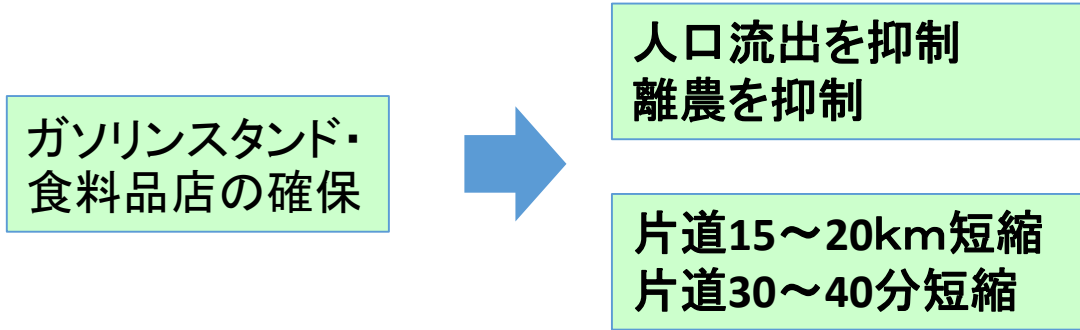 ガソリンスタンド・
食料品店の確保
人口流出を抑制
離農を抑制
片道15～20km短縮
片道30～40分短縮